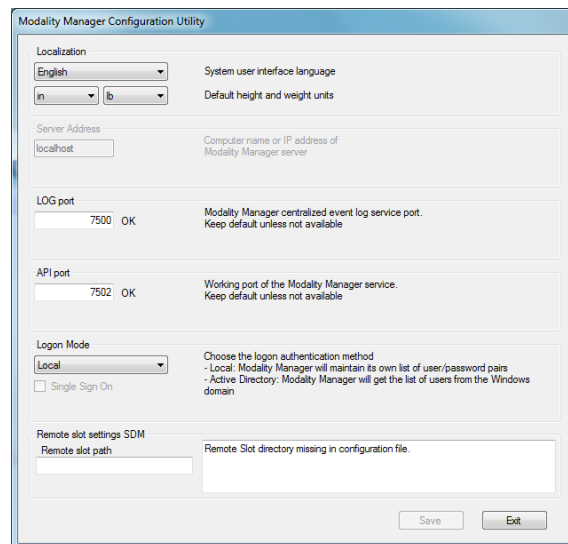 Modality Manager Configuration Utility
Localization
English System user interface language
in lb Default height and weight units
Server Address
localhost Computer name or IP address of
Modality Manager server
LOG port
7500 OK Modality Manager centralized event log service port.
Keep default unless not available
API port
7502 OK Working port of the Modality Manager service.
Keep default unless not available
Logon Mode
Local Choose the logon authentication method
- Local: Modality Manager will maintain its own list of user/password pairs
Single Sign On - Active Directory: Modality Manager will get the list of users from the Windows
domain
Remote slot settings SDM
Remote slot path Remote Slot directory missing in configuration file.
Save Exit